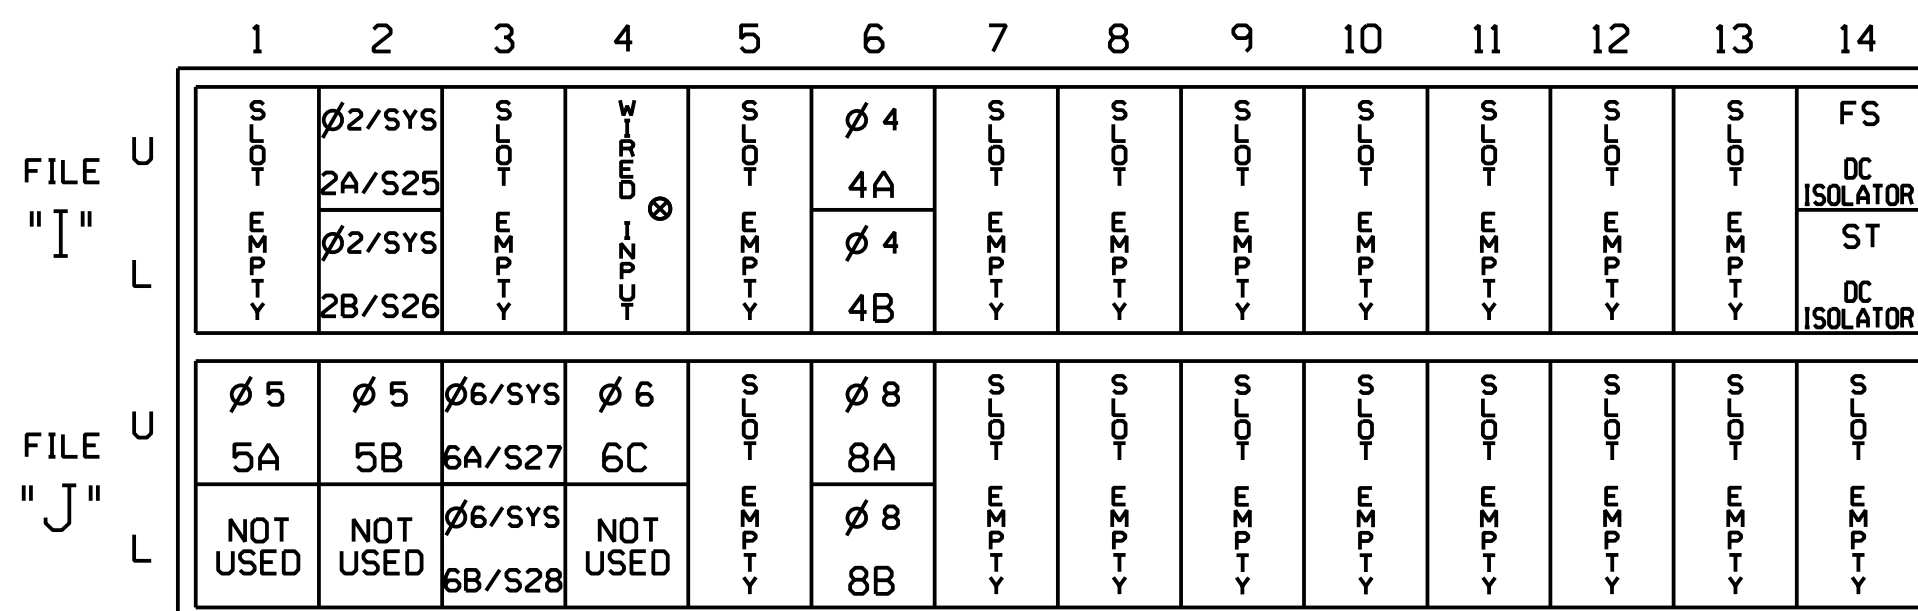 1 2 3 4 5 6 7 8 9 10 11 12 13 14
FILE "I"
U
L
SLOT EMPTY
Ø2/SYS
2A/S25
Ø2/SYS
2B/S26
SLOT EMPTY
WIRED INPUT
SLOT EMPTY
Ø 4
4A
Ø 4
4B
SLOT EMPTY
SLOT EMPTY
SLOT EMPTY
SLOT EMPTY
SLOT EMPTY
SLOT EMPTY
SLOT EMPTY
FS
DC
ISOLATOR
ST
DC
ISOLATOR
FILE "J"
U
L
Ø 5
5A
NOT
USED
Ø 5
5B
NOT
USED
Ø6/SYS
6A/S27
Ø6/SYS
6B/S28
Ø 6
6C
NOT
USED
SLOT EMPTY
Ø 8
8A
Ø 8
8B
SLOT EMPTY
SLOT EMPTY
SLOT EMPTY
SLOT EMPTY
SLOT EMPTY
SLOT EMPTY
SLOT EMPTY
SLOT EMPTY